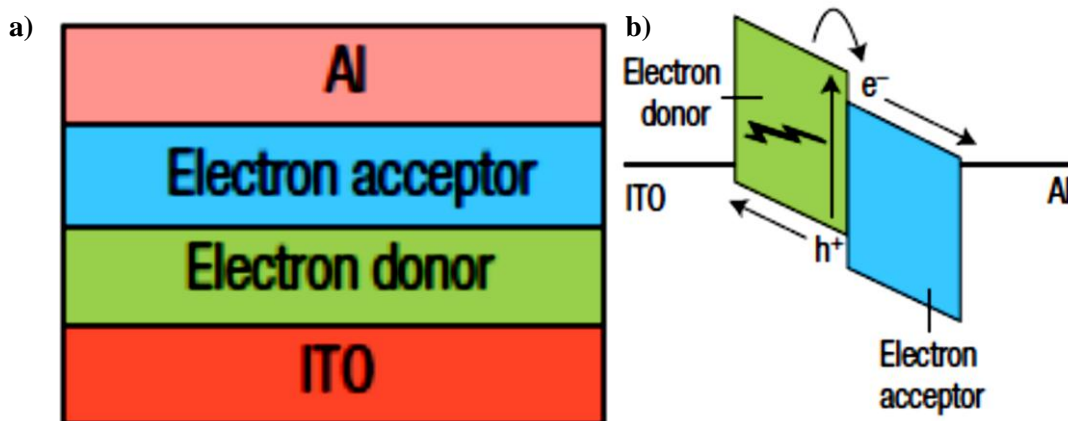 a)
Al
Electron acceptor
Electron donor
ITO
b)
Electron
donor
e⁻
ITO
Al
h⁺
Electron
acceptor